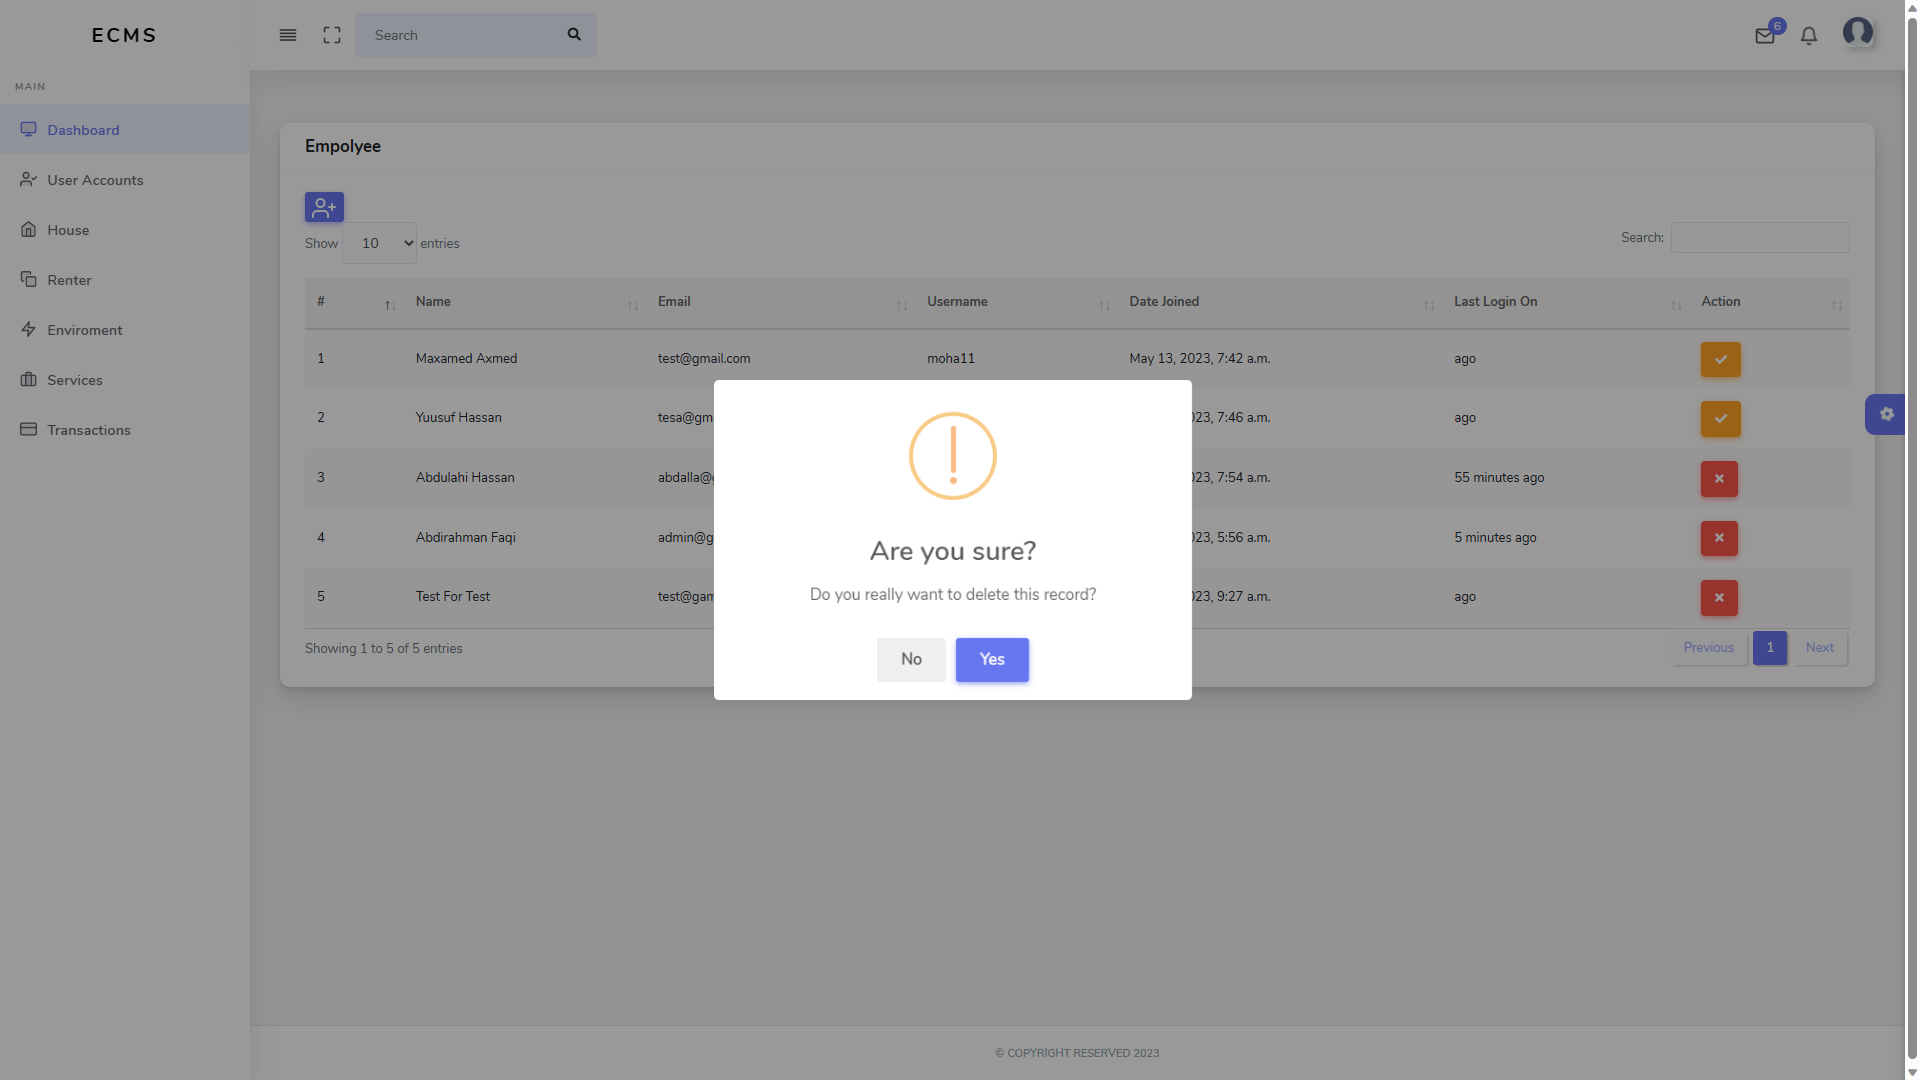 ECMS
Search
6
MAIN
Dashboard
User Accounts
House
Renter
Enviroment
Services
Transactions
Empolyee
Show 10 entries
Search:
# Name Email Username Date Joined Last Login On Action
1 Maxamed Axmed test@gmail.com moha11 May 13, 2023, 7:42 a.m. ago
2 Yuusuf Hassan tesa@gm 023, 7:46 a.m. ago
3 Abdulahi Hassan abdalla@g 023, 7:54 a.m. 55 minutes ago
4 Abdirahman Faqi admin@g 023, 5:56 a.m. 5 minutes ago
5 Test For Test test@gam 023, 9:27 a.m. ago
Showing 1 to 5 of 5 entries
Previous 1 Next
Are you sure?
Do you really want to delete this record?
No Yes
© COPYRIGHT RESERVED 2023